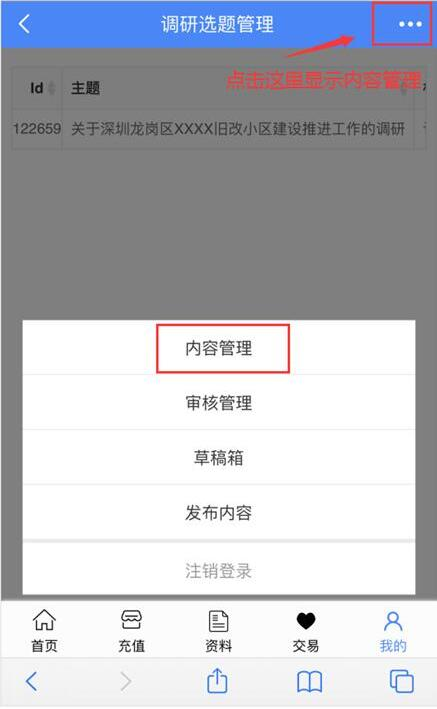 调研选题管理
点击这里显示内容管理
Id 主题
122659 关于深圳龙岗区XXXX旧改小区建设推进工作的调研
内容管理
审核管理
草稿箱
发布内容
注销登录
首页 充值 资料 交易 我的